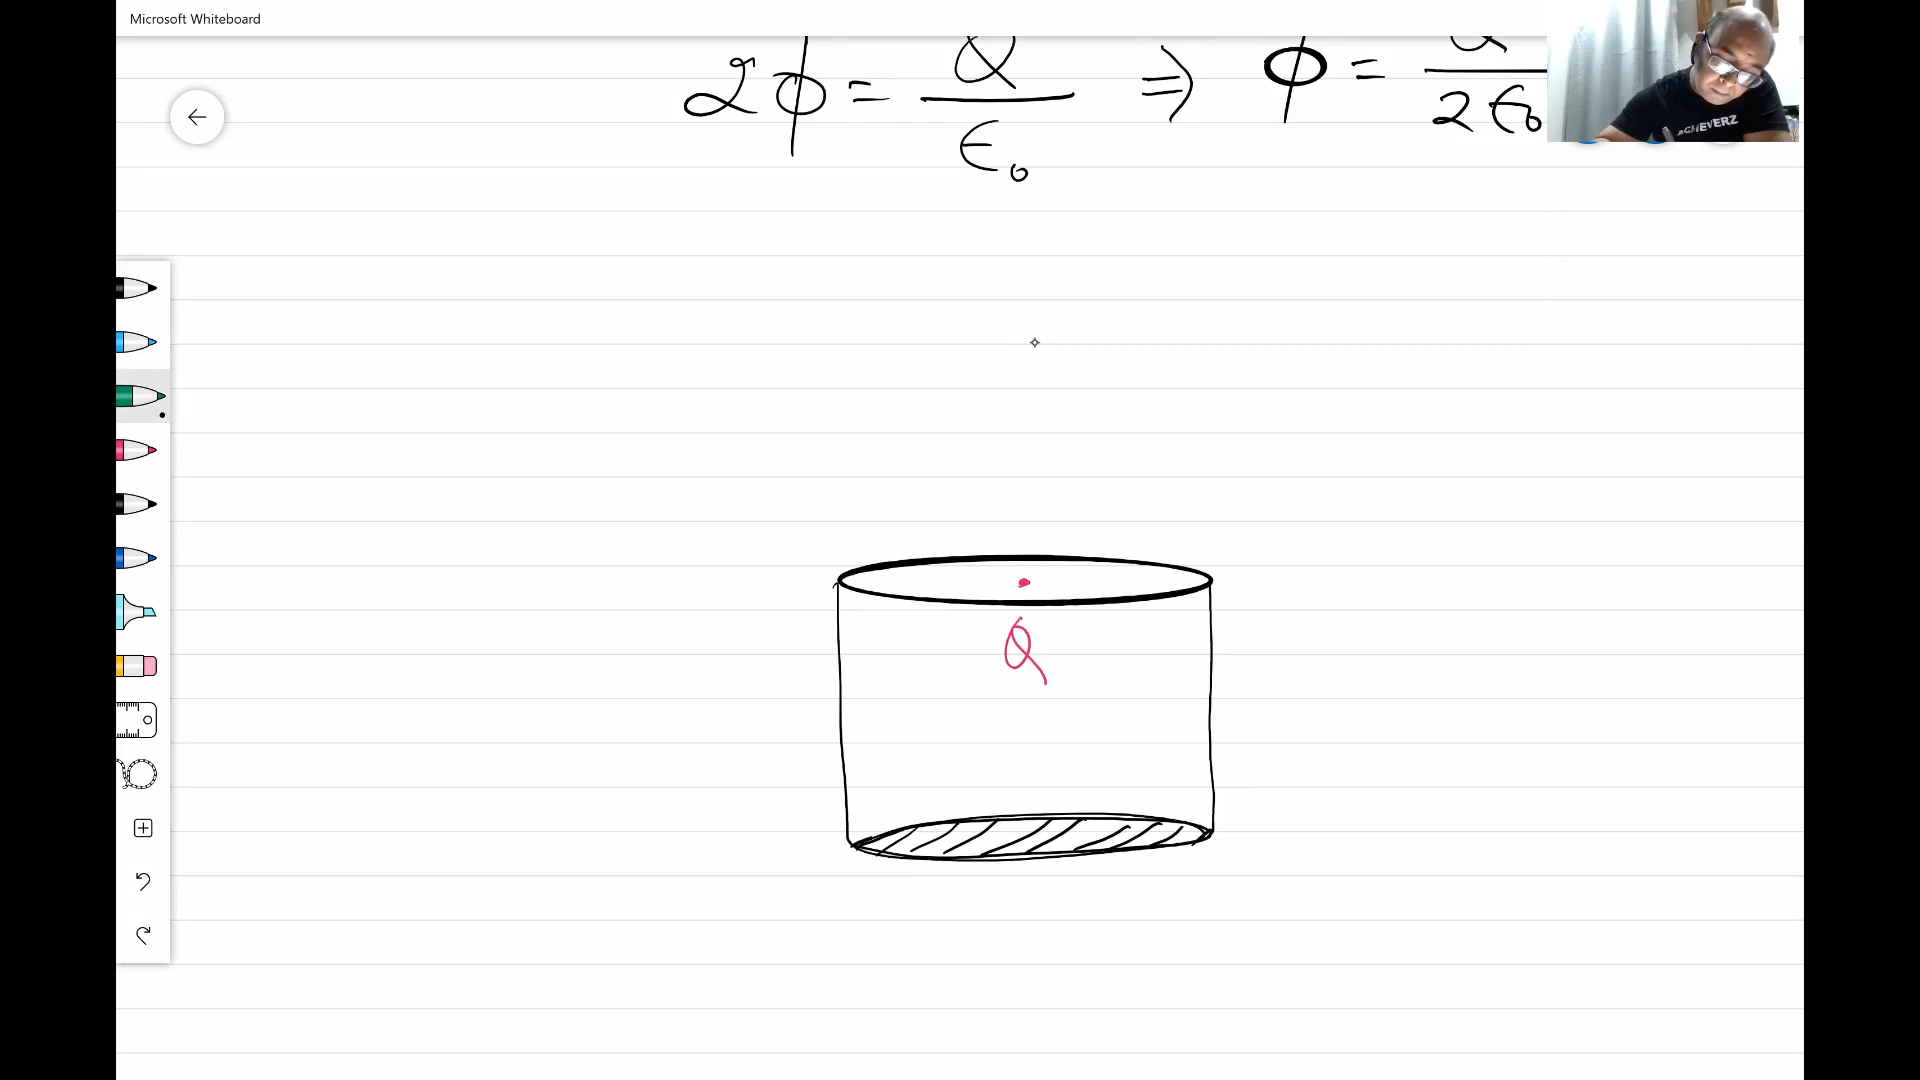 Microsoft Whiteboard
2ϕ = Q / ϵ₀ ⇒ ϕ = Q / 2ϵ₀
Q